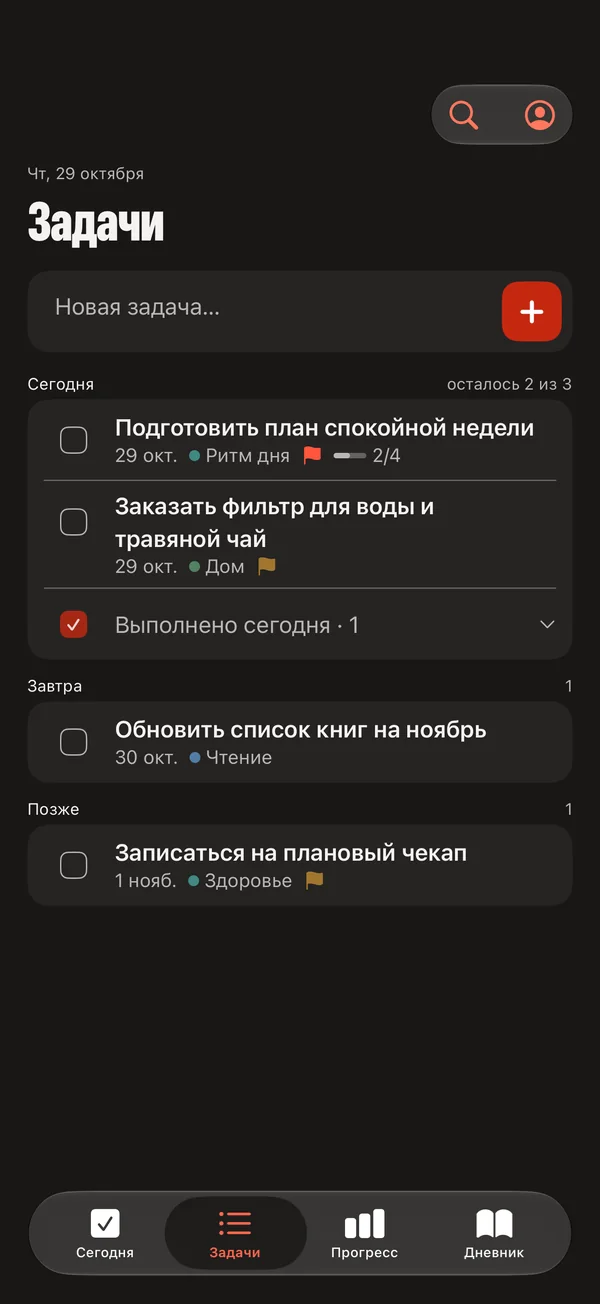 Чт, 29 октября
Задачи
Новая задача...
Сегодня осталось 2 из 3
Подготовить план спокойной недели
29 окт. Ритм дня 2/4
Заказать фильтр для воды и
травяной чай
29 окт. Дом
Выполнено сегодня · 1
Завтра 1
Обновить список книг на ноябрь
30 окт. Чтение
Позже 1
Записаться на плановый чекап
1 нояб. Здоровье
Сегодня Задачи Прогресс Дневник